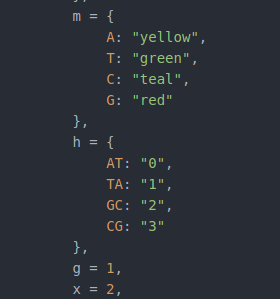 m = {
A: "yellow",
T: "green",
C: "teal",
G: "red"
},
h = {
AT: "0",
TA: "1",
GC: "2",
CG: "3"
},
g = 1,
x = 2,